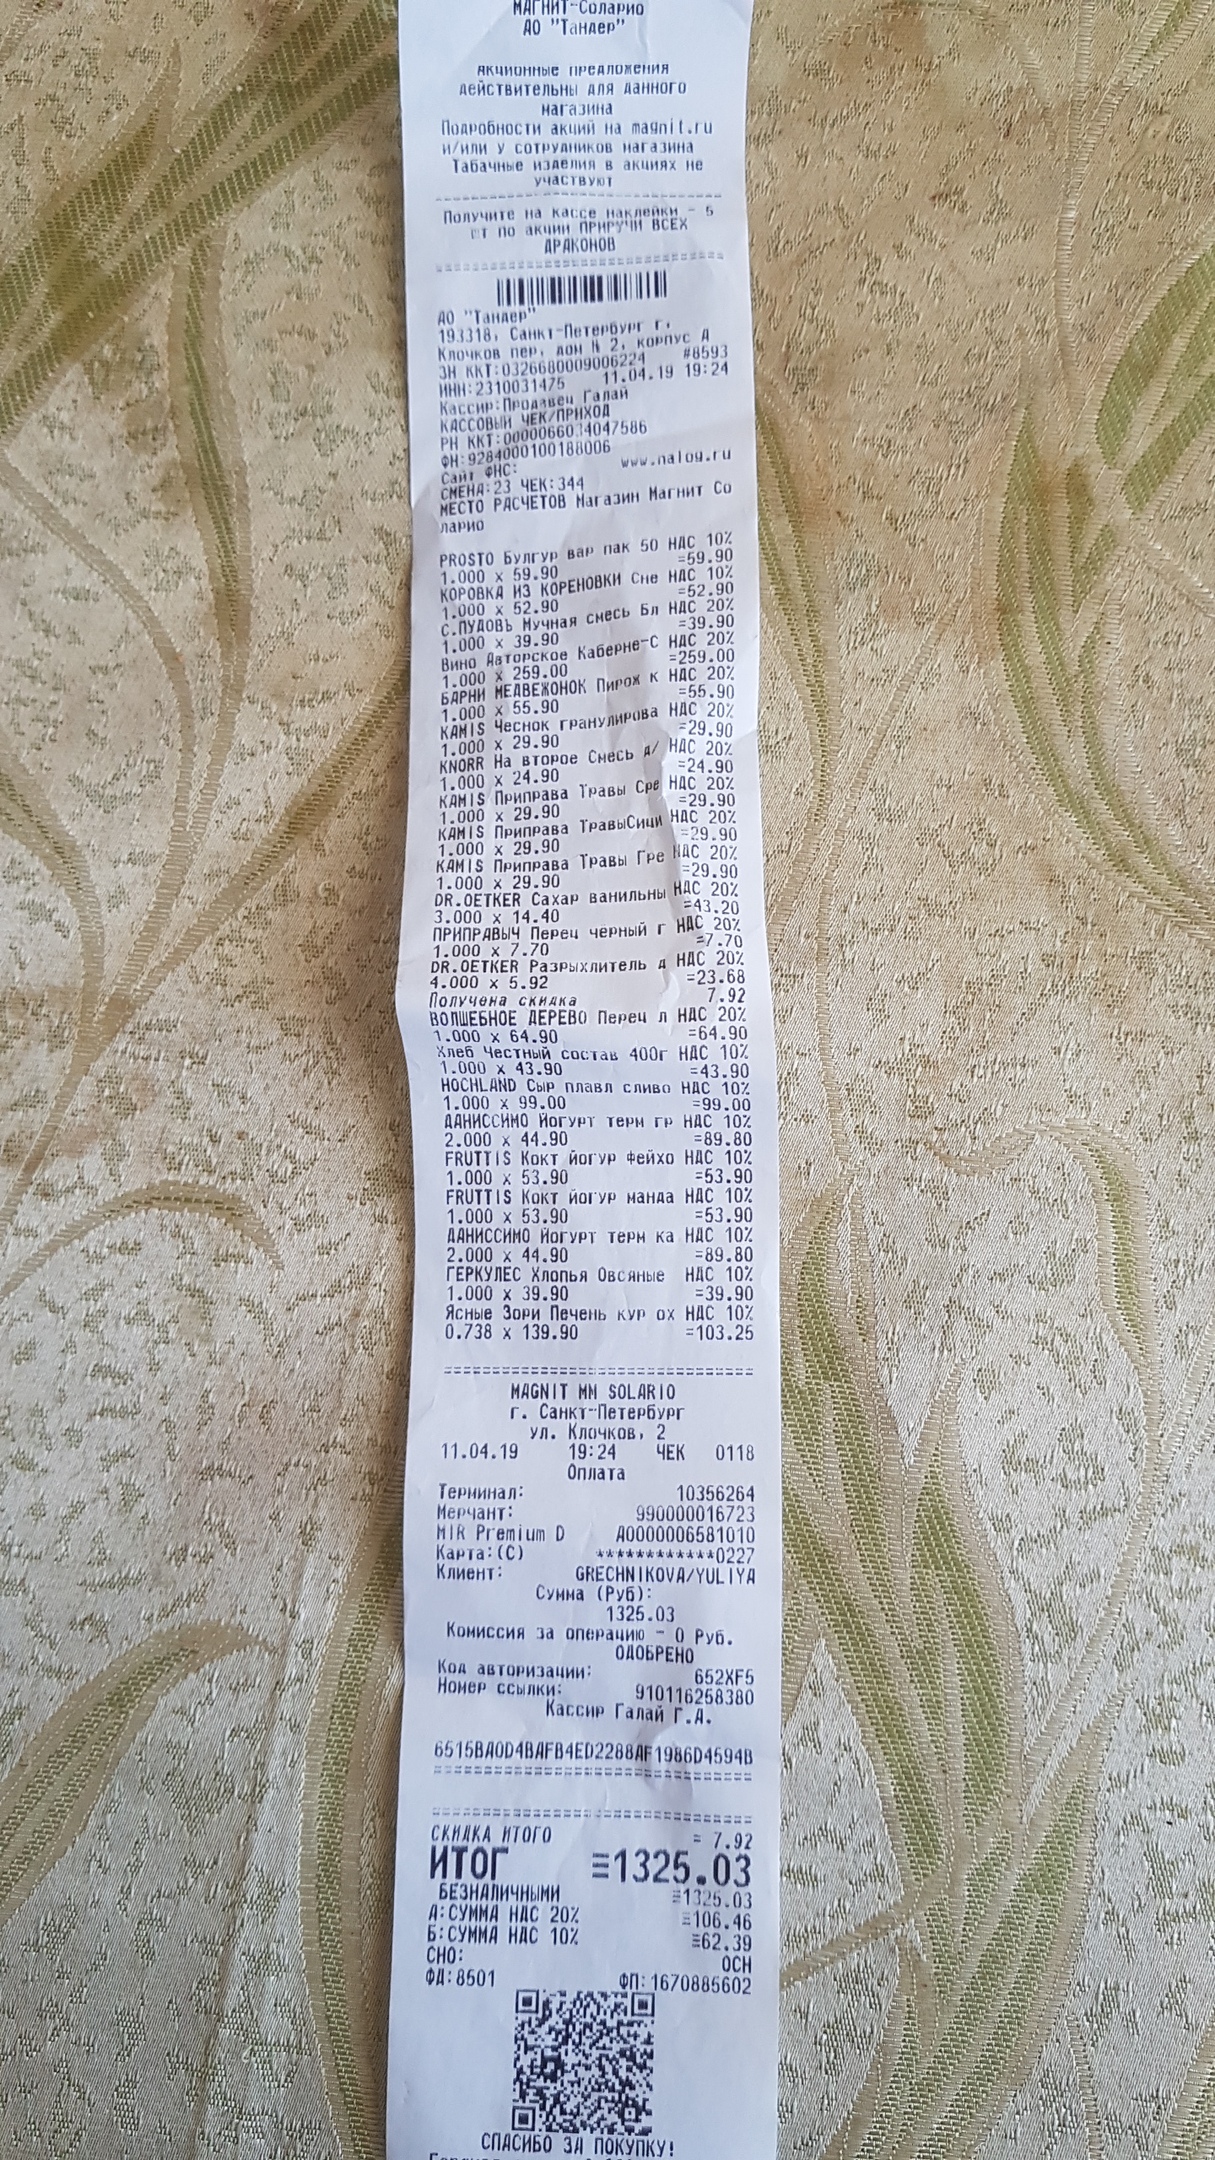 МАГНИТ-Соларио
АО "Тандер"
Акционные предложения
действительны для данного
магазина
Подробности акций на magnit.ru
и/или у сотрудников магазина
Табачные изделия в акциях не
участвуют
Получите на кассе наклейки - 5
шт по акции ПРИРУЧИ ВСЕХ
ДРАКОНОВ
АО "Тандер"
193318, Санкт-Петербург г,
Клочков пер, дом N 2, корпус А
ЗН ККТ:0326680009006224 #8593
ИНН:2310031475 11.04.19 19:24
Кассир:Продавец Галай
КАССОВЫЙ ЧЕК/ПРИХОД
РН ККТ:0000066034047586
ФН:9284000100188006
Сайт ФНС: www.nalog.ru
СМЕНА:23 ЧЕК:344
МЕСТО РАСЧЕТОВ Магазин Магнит Со
ларио
PROSTO Булгур вар пак 50 НДС 10%
1.000 x 59.90 =59.90
КОРОВКА ИЗ КОРЕНОВКИ Сне НДС 10%
1.000 x 52.90 =52.90
С.ПУДОВЪ Мучная смесь Бл НДС 20%
1.000 x 39.90 =39.90
Вино Авторское Каберне-С НДС 20%
1.000 x 259.00 =259.00
БАРНИ МЕДВЕЖОНОК Пирож к НДС 20%
1.000 x 55.90 =55.90
KAMIS Чеснок гранулирова НДС 20%
1.000 x 29.90 =29.90
KNORR На второе Смесь д/ НДС 20%
1.000 x 24.90 =24.90
KAMIS Приправа Травы Сре НДС 20%
1.000 x 29.90 =29.90
KAMIS Приправа ТравыСици НДС 20%
1.000 x 29.90 =29.90
KAMIS Приправа Травы Гре НДС 20%
1.000 x 29.90 =29.90
DR.OETKER Сахар ванильны НДС 20%
3.000 x 14.40 =43.20
ПРИПРАВЫЧ Перец черный г НДС 20%
1.000 x 7.70 =7.70
DR.OETKER Разрыхлитель д НДС 20%
4.000 x 5.92 =23.68
Получена скидка 7.92
ВОЛШЕБНОЕ ДЕРЕВО Перец л НДС 20%
1.000 x 64.90 =64.90
Хлеб Честный состав 400г НДС 10%
1.000 x 43.90 =43.90
HOCHLAND Сыр плавл сливо НДС 10%
1.000 x 99.00 =99.00
ДАНИССИМО Йогурт терм гр НДС 10%
2.000 x 44.90 =89.80
FRUTTIS Кокт йогур фейхо НДС 10%
1.000 x 53.90 =53.90
FRUTTIS Кокт йогур манда НДС 10%
1.000 x 53.90 =53.90
ДАНИССИМО Йогурт терм ка НДС 10%
2.000 x 44.90 =89.80
ГЕРКУЛЕС Хлопья Овсяные НДС 10%
1.000 x 39.90 =39.90
Ясные Зори Печень кур ох НДС 10%
0.738 x 139.90 =103.25
MAGNIT MM SOLARIO
г. Санкт-Петербург
ул. Клочков, 2
11.04.19 19:24 ЧЕК 0118
Оплата
Терминал: 10356264
Мерчант: 990000016723
MIR Premium D A0000006581010
Карта:(C) ************0227
Клиент: GRECHNIKOVA/YULIYA
Сумма (Руб):
1325.03
Комиссия за операцию - 0 Руб.
ОДОБРЕНО
Код авторизации: 652XF5
Номер ссылки: 910116258380
Кассир Галай Г.А.
6515BA0D4BAFB4ED2288AF1986D4594B
СКИДКА ИТОГО = 7.92
ИТОГ ≡1325.03
БЕЗНАЛИЧНЫМИ ≡1325.03
А:СУММА НДС 20% ≡106.46
Б:СУММА НДС 10% ≡62.39
СНО: ОСН
ФД:8501 ФП:1670885602
СПАСИБО ЗА ПОКУПКУ!